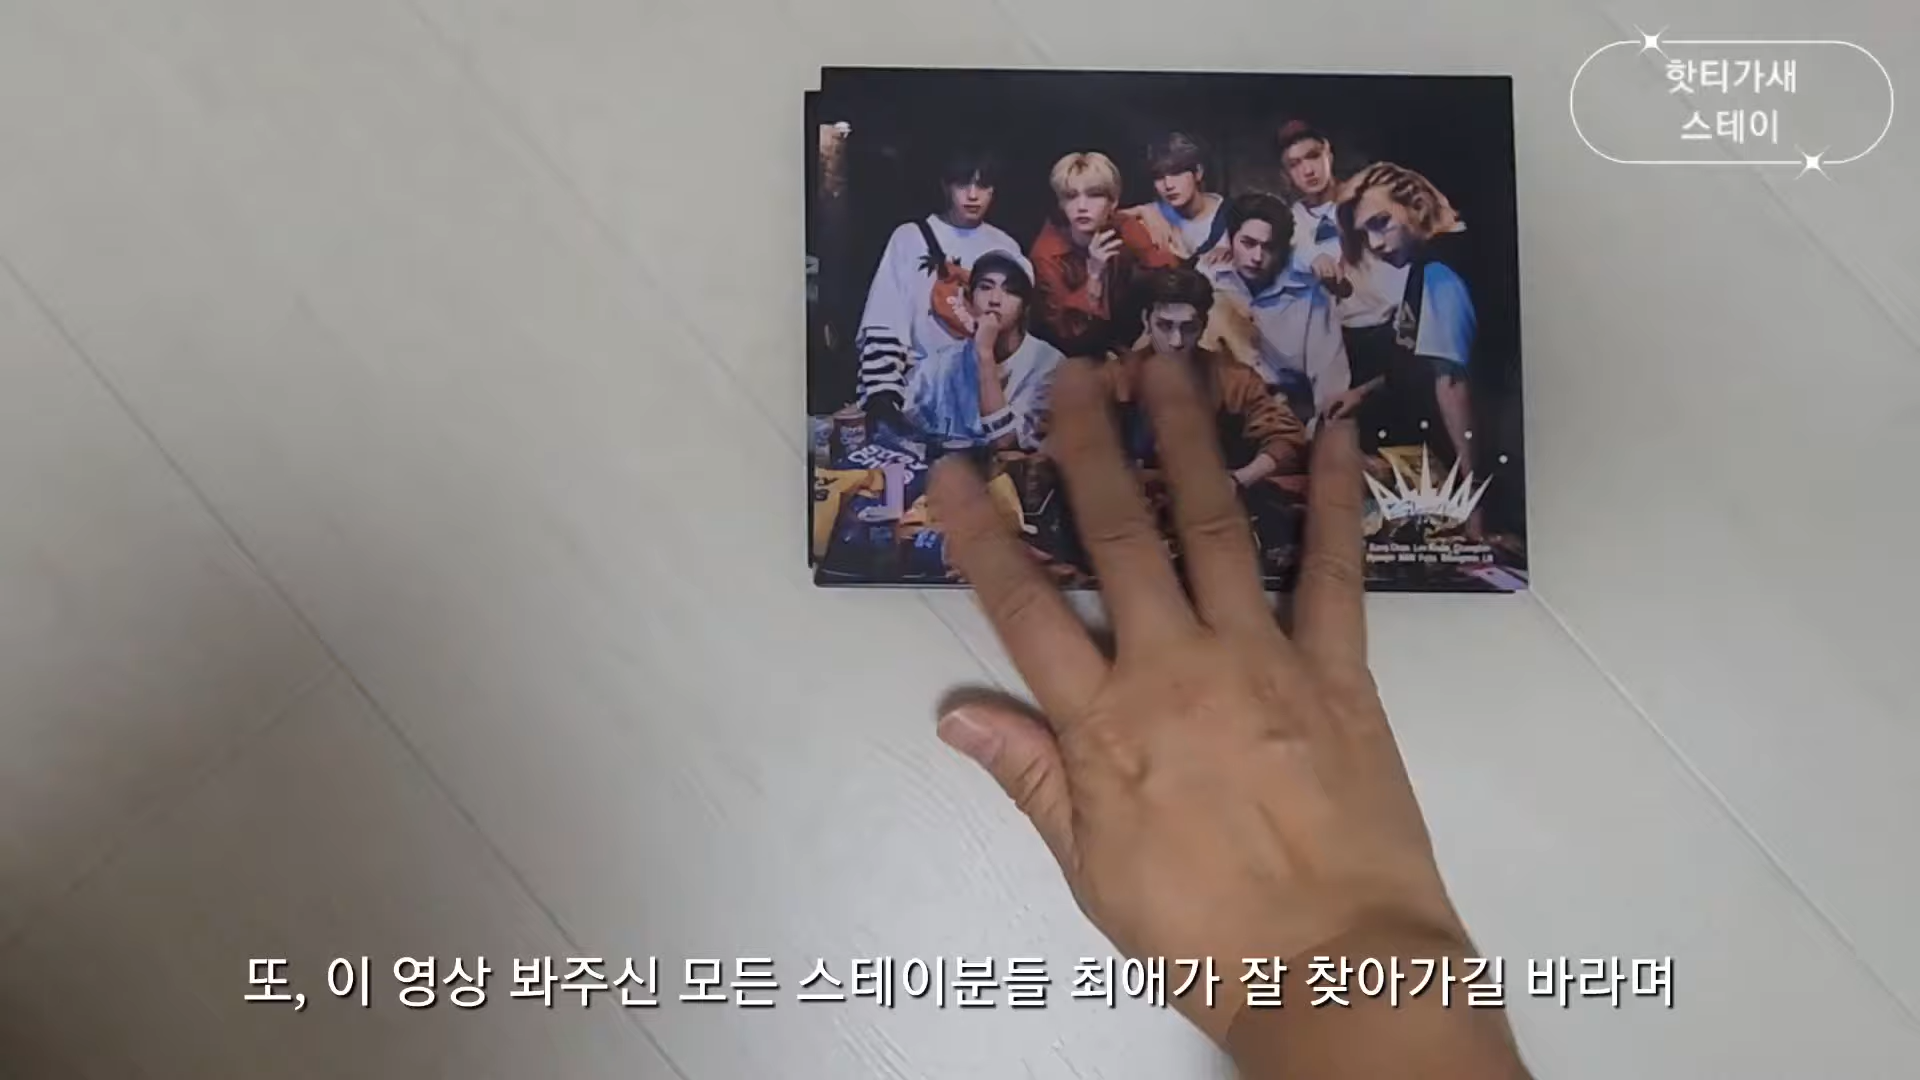 핫티가새
스테이
또, 이 영상 봐주신 모든 스테이분들 최애가 잘 찾아가길 바라며